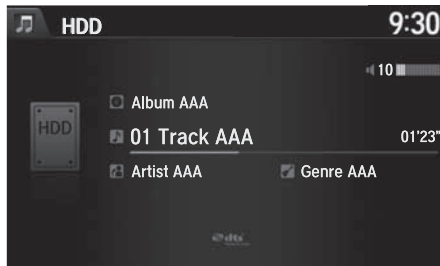 HDD 9:30
10
Album AAA
HDD
01 Track AAA 01'23"
Artist AAA Genre AAA
dts